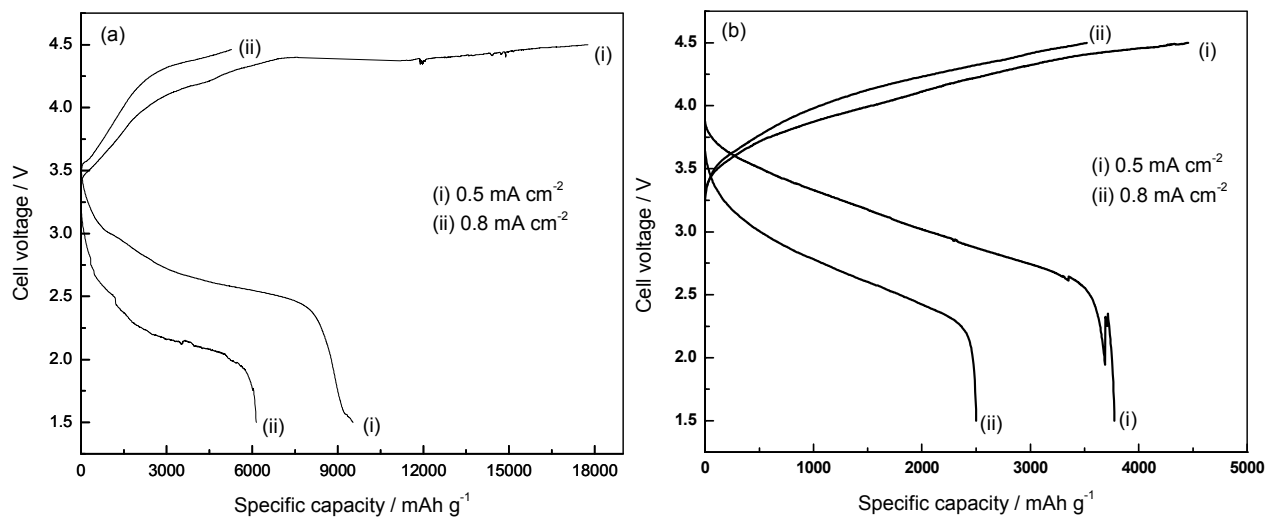 (a)
Cell voltage / V
4.5
4.0
3.5
3.0
2.5
2.0
1.5
(ii)
(i)
(i) 0.5 mA cm⁻²
(ii) 0.8 mA cm⁻²
(ii)
(i)
0 3000 6000 9000 12000 15000 18000
Specific capacity / mAh g⁻¹
(b)
Cell voltage / V
4.5
4.0
3.5
3.0
2.5
2.0
1.5
(ii)
(i)
(i) 0.5 mA cm⁻²
(ii) 0.8 mA cm⁻²
(ii)
(i)
0 1000 2000 3000 4000 5000
Specific capacity / mAh g⁻¹